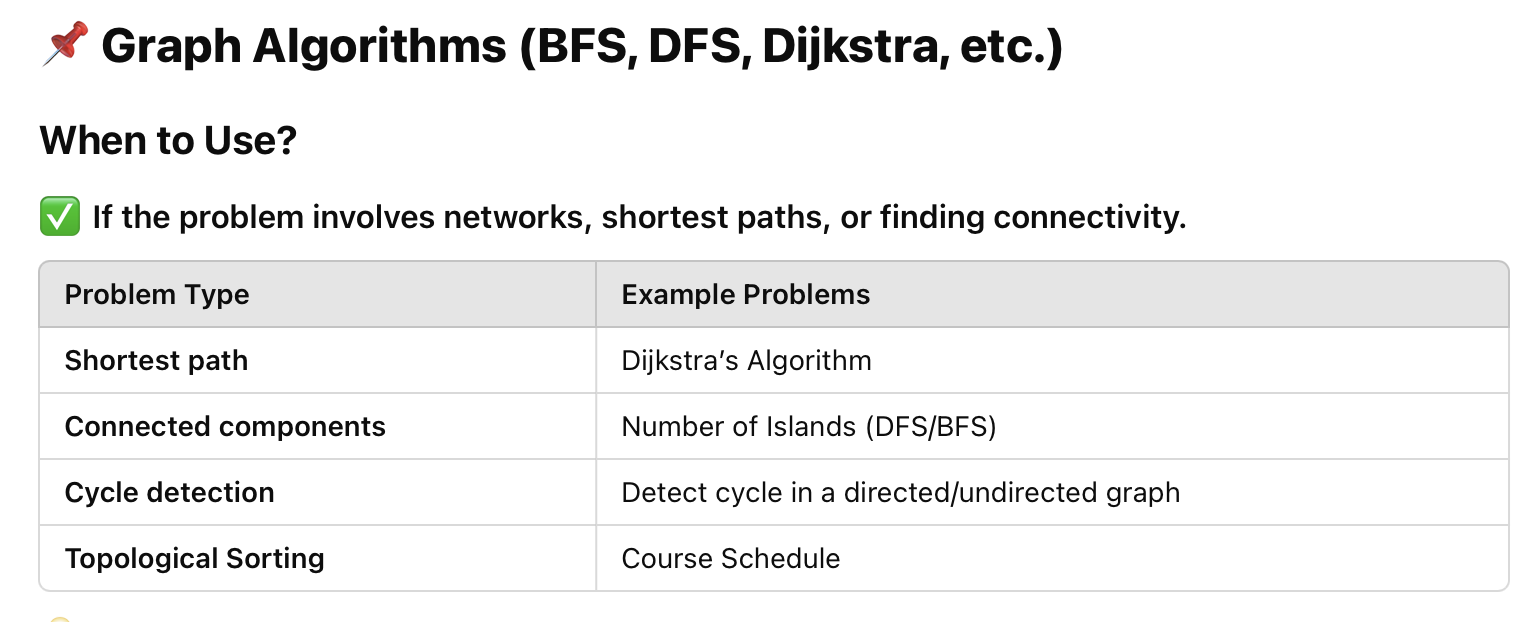 📌 Graph Algorithms (BFS, DFS, Dijkstra, etc.)
When to Use?
✅ If the problem involves networks, shortest paths, or finding connectivity.
Problem Type Example Problems
Shortest path Dijkstra’s Algorithm
Connected components Number of Islands (DFS/BFS)
Cycle detection Detect cycle in a directed/undirected graph
Topological Sorting Course Schedule